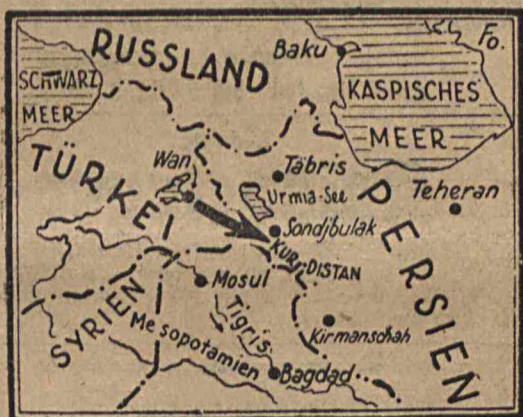 Fo.
RUSSLAND
Baku
SCHWARZ
MEER
KASPISCHES
MEER
TÜRKEI
Wan
Täbris
Urmia-See
Teheran
PERSIEN
Sondjbulak
KURDISTAN
Mosul
SYRIEN
Mesopotamien
Tigris
Kirmanschah
Bagdad